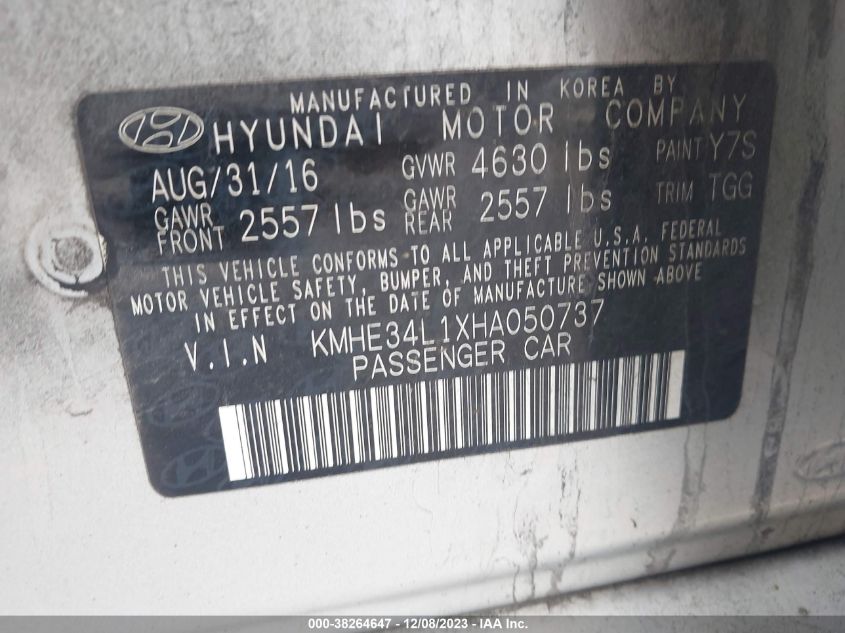 MANUFACTURED IN KOREA BY
HYUNDAI MOTOR COMPANY
AUG/31/16 GVWR 4630 lbs PAINT Y7S
GAWR FRONT 2557 lbs GAWR REAR 2557 lbs TRIM TGG
THIS VEHICLE CONFORMS TO ALL APPLICABLE U.S.A. FEDERAL
MOTOR VEHICLE SAFETY, BUMPER, AND THEFT PREVENTION STANDARDS
IN EFFECT ON THE DATE OF MANUFACTURE SHOWN ABOVE
V.I.N KMHE34L1XHA050737
PASSENGER CAR
000-38264647 - 12/08/2023 - IAAI.COM